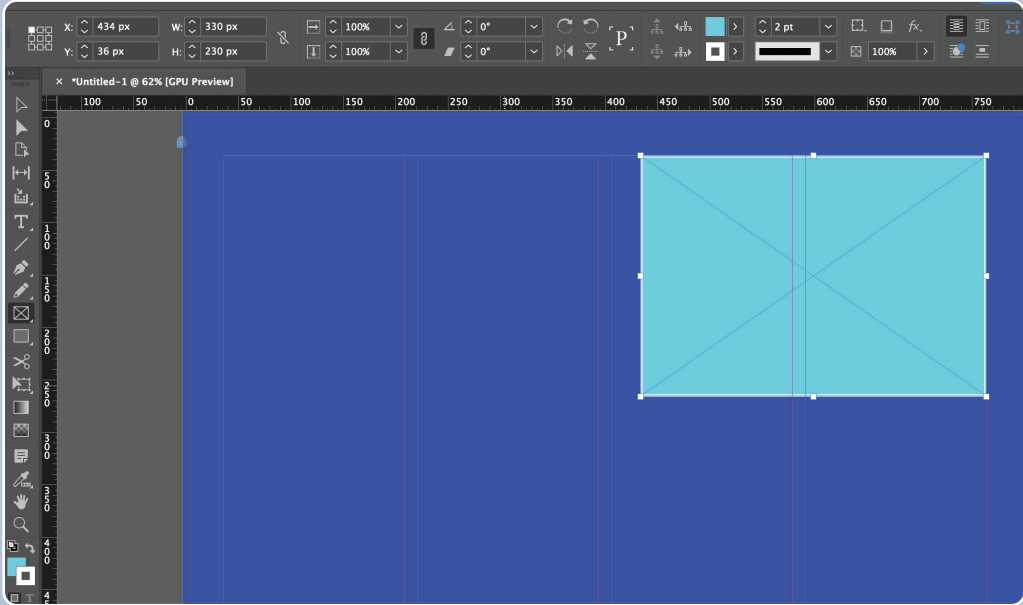 X: 434 px W: 330 px 100% 0° P 2 pt fx.
Y: 36 px H: 230 px 100% 0° 100%
× *Untitled-1 @ 62% [GPU Preview]
100 50 0 50 100 150 200 250 300 350 400 450 500 550 600 650 700 750
0
50
100
150
200
250
300
350
400
45
T
T